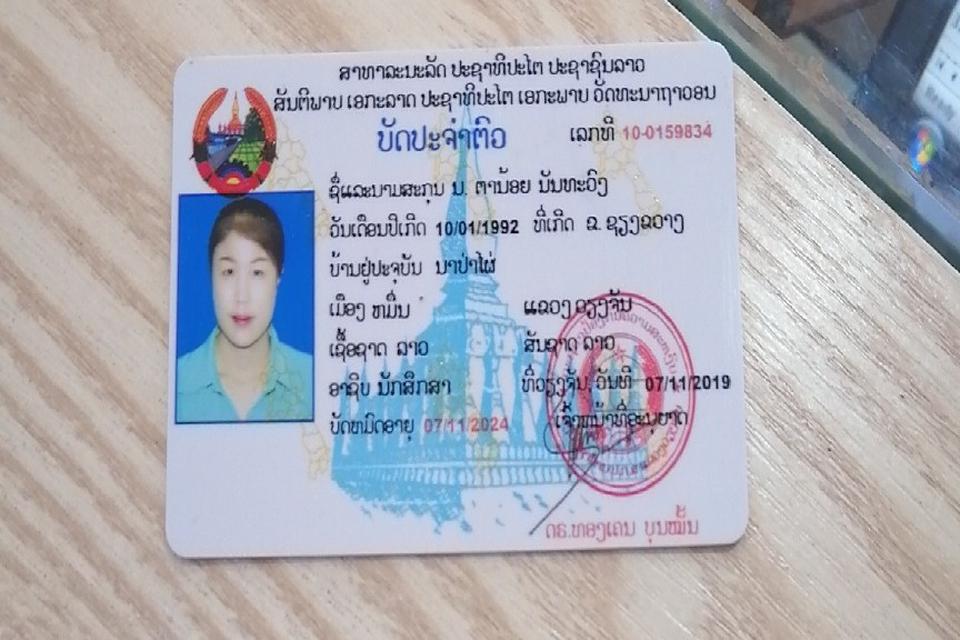 ສາທາລະນະລັດ ປະຊາທິປະໄຕ ປະຊາຊົນລາວ
ສັນຕິພາບ ເອກະລາດ ປະຊາທິປະໄຕ ເອກະພາບ ວັດທະນາຖາວອນ
ບັດປະຈຳຕົວ ເລກທີ 10-0159834
ຊື່ແລະນາມສະກຸນ ນ. ຕານ້ອຍ ນັນທະວົງ
ວັນເດືອນປີເກີດ 10/01/1992 ທີ່ເກີດ ຂ. ຊຽງຂວາງ
ບ້ານຢູ່ປະຈຸບັນ ນາປ່າໄຜ່
ເມືອງ ຫມື່ນ ແຂວງ ວຽງຈັນ
ເຊື້ອຊາດ ລາວ ສັນຊາດ ລາວ
ອາຊີບ ນັກສຶກສາ ທີ່ວຽງຈັນ, ວັນທີ 07/11/2019
ບັດຫມົດອາຍຸ 07/11/2024 ເຈົ້າຫນ້າທີ່ອະນຸຍາດ
ດຣ.ທອງເຄນ ບຸນໝັ້ນ